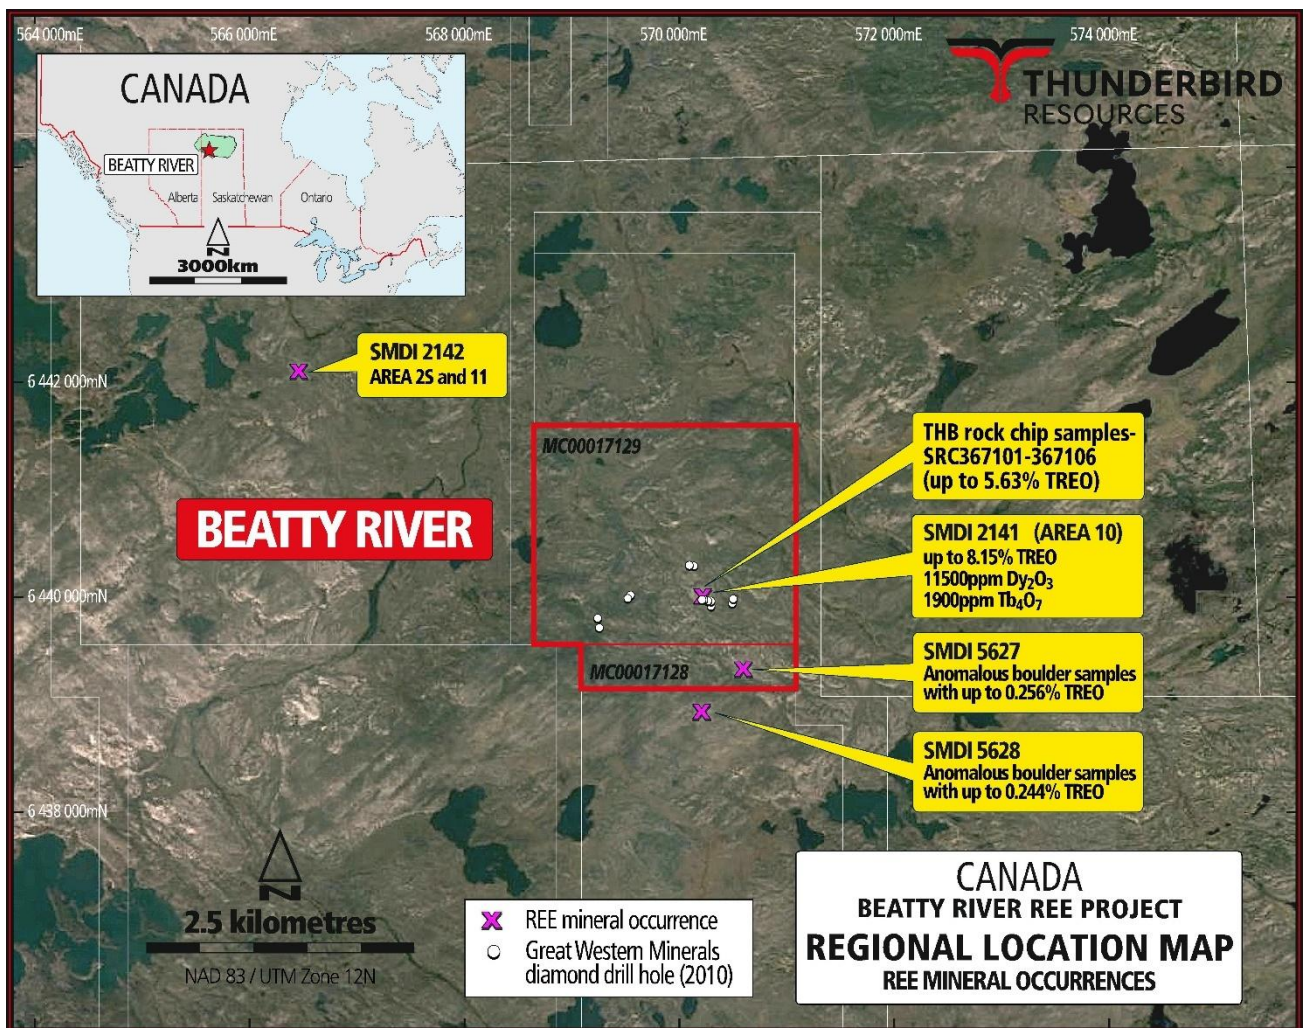 564 000mE
566 000mE
568 000mE
570 000mE
572 000mE
574 000mE
THUNDERBIRD
RESOURCES
CANADA
BEATTY RIVER
Alberta
Saskatchewan
Ontario
N
3000km
SMDI 2142
AREA 2S and 11
6 442 000mN
MC00017129
THB rock chip samples-
SRC367101-367106
(up to 5.63% TREO)
BEATTY RIVER
SMDI 2141 (AREA 10)
up to 8.15% TREO
11500ppm Dy₂O₃
1900ppm Tb₄O₇
6 440 000mN
SMDI 5627
Anomalous boulder samples
with up to 0.256% TREO
MC00017128
SMDI 5628
Anomalous boulder samples
with up to 0.244% TREO
6 438 000mN
N
2.5 kilometres
NAD 83 / UTM Zone 12N
REE mineral occurrence
Great Western Minerals
diamond drill hole (2010)
CANADA
BEATTY RIVER REE PROJECT
REGIONAL LOCATION MAP
REE MINERAL OCCURRENCES